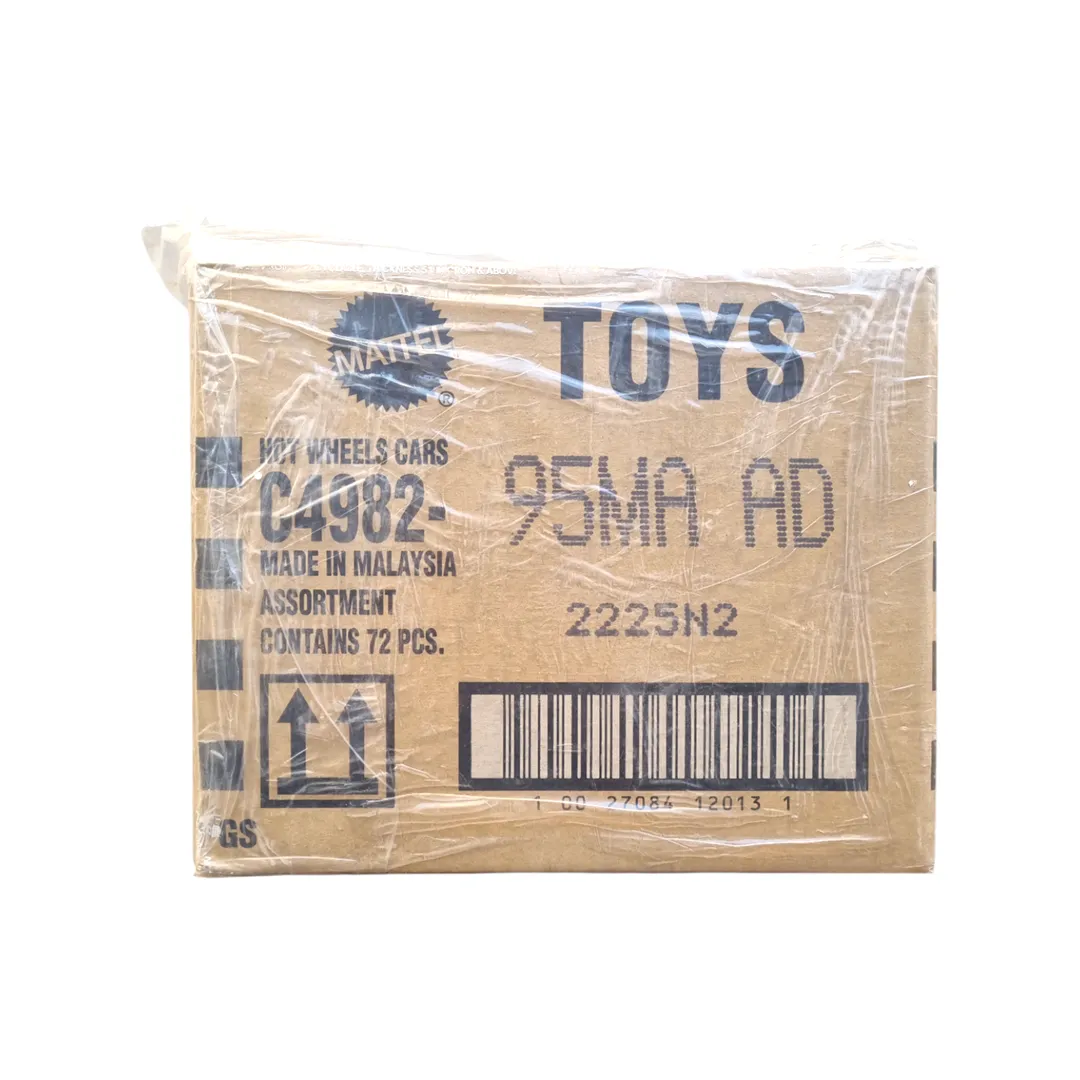 MATTEL
®
TOYS
HOT WHEELS CARS
C4982-
95MA AD
MADE IN MALAYSIA
ASSORTMENT
2225N2
CONTAINS 72 PCS.
1 00 27084 12013 1
GS